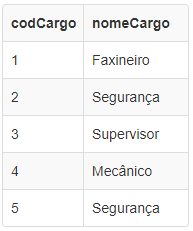 codCargo nomeCargo
1 Faxineiro
2 Segurança
3 Supervisor
4 Mecânico
5 Segurança